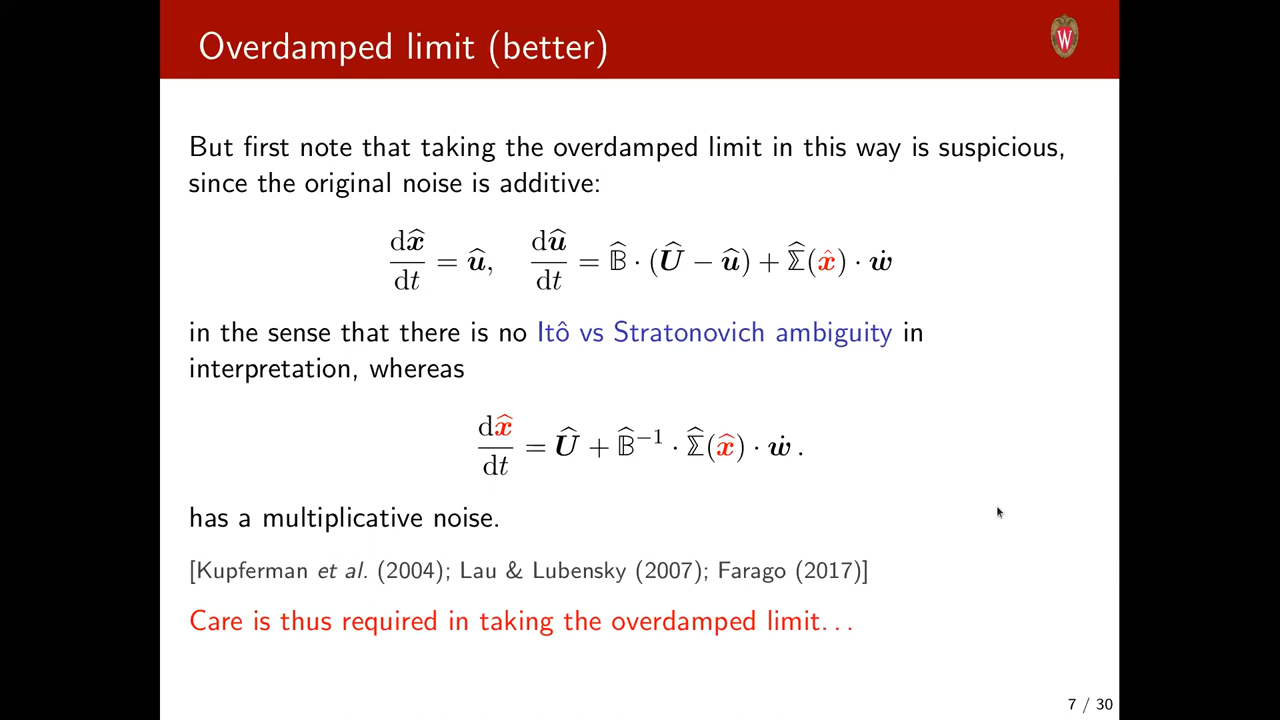 Overdamped limit (better)
W
But first note that taking the overdamped limit in this way is suspicious,
since the original noise is additive:
d𝒙̂/dt = 𝒖̂,  d𝒖̂/dt = 𝔹̂ · (𝑼̂ − 𝒖̂) + Σ̂(𝒙̂) · 𝒘̇
in the sense that there is no Itô vs Stratonovich ambiguity in
interpretation, whereas
d𝒙̂/dt = 𝑼̂ + 𝔹̂⁻¹ · Σ̂(𝒙̂) · 𝒘̇ .
has a multiplicative noise.
[Kupferman et al. (2004); Lau & Lubensky (2007); Farago (2017)]
Care is thus required in taking the overdamped limit. . .
7 / 30